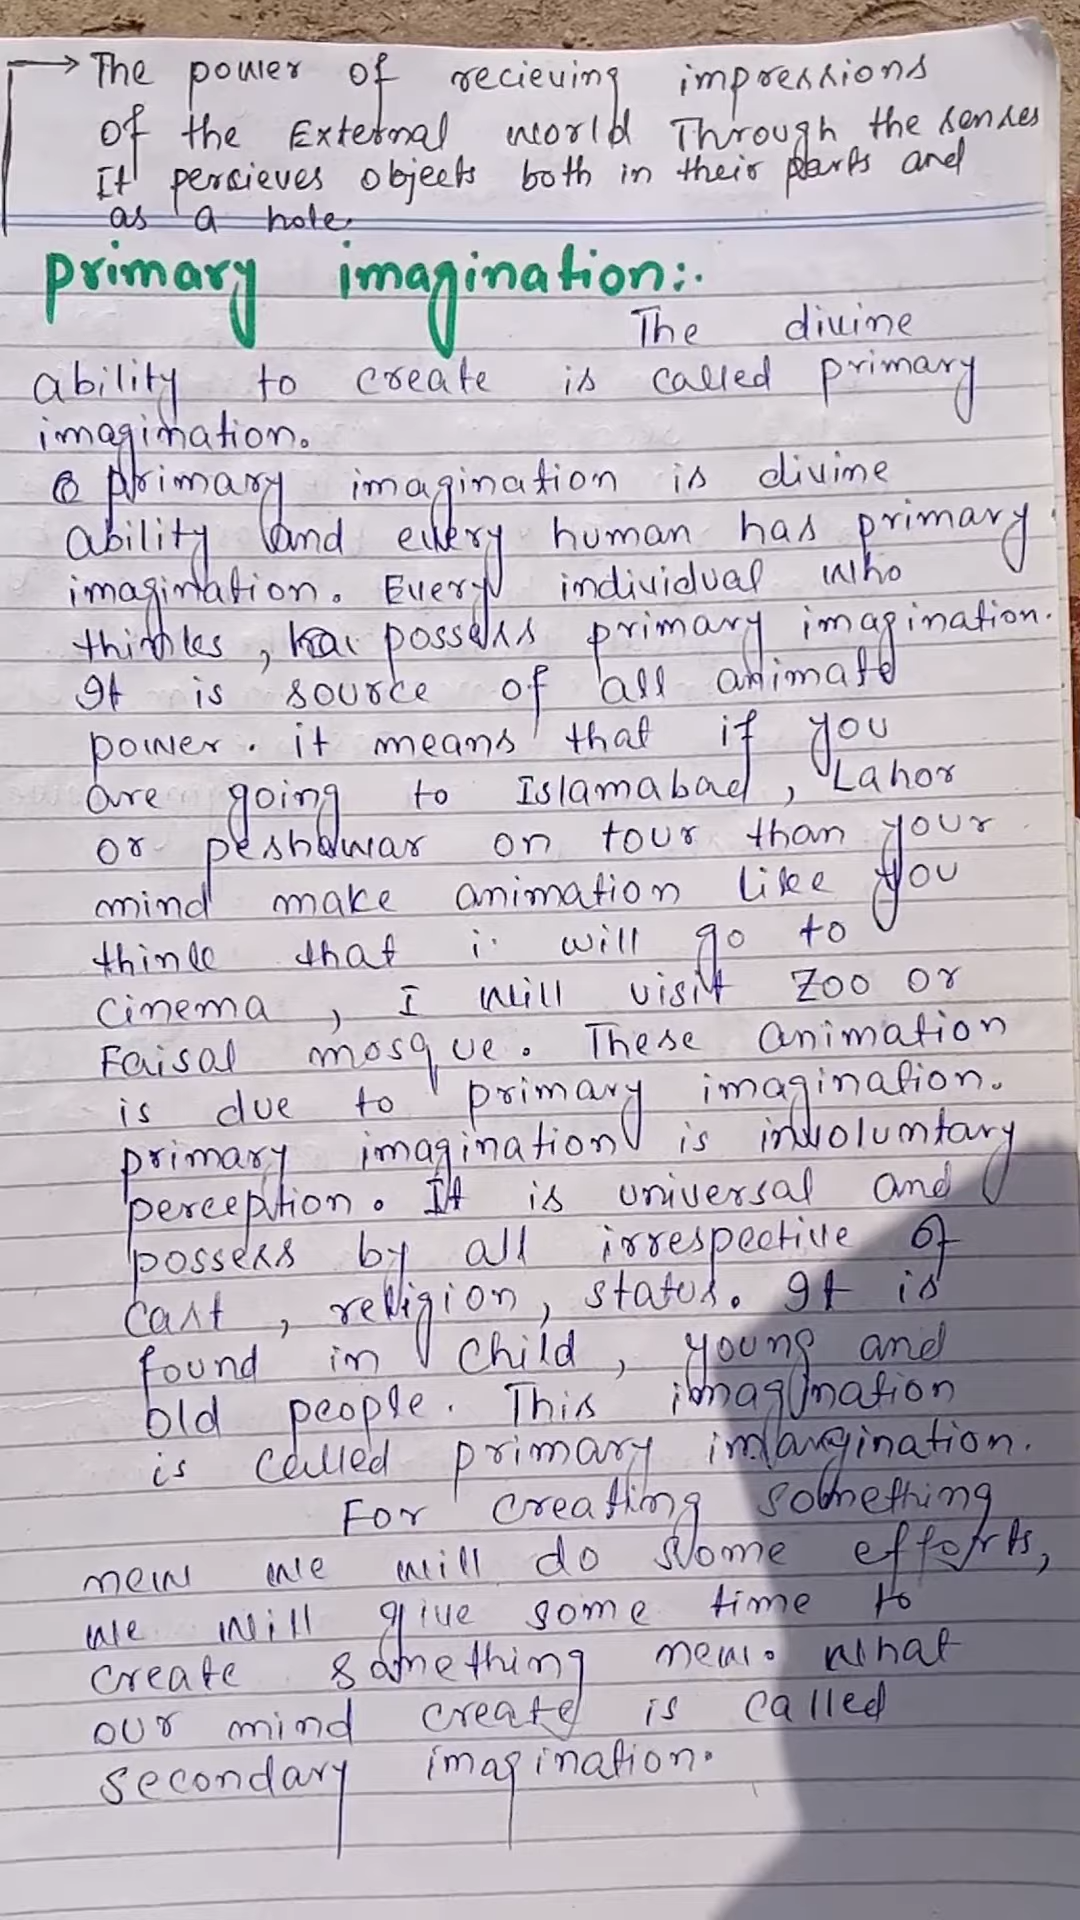 The power of recieving impressions
of the External world Through the senses
It percieves objects both in their parts and
as a hole.
primary imagination:.
The divine
ability to create is called primary
imagination.
primary imagination is divine
ability and every human has primary
imagination. Every individual who
thinks, possess primary imagination.
It is source of all animate
power. it means that if you
are going to Islamabad, Lahor
or peshawar on tour than your
mind make animation like you
think that i will go to
cinema, I will visit Zoo or
Faisal mosque. These animation
is due to primary imagination.
primary imagination is involuntary
perception. It is universal and
possess by all irrespective of
cast, religion, status. It is
found in child, young and
old people. This imagination
is called primary imargination.
For creating something
new we will do some efforts,
we will give some time to
create something new. what
our mind create is called
secondary imagination.